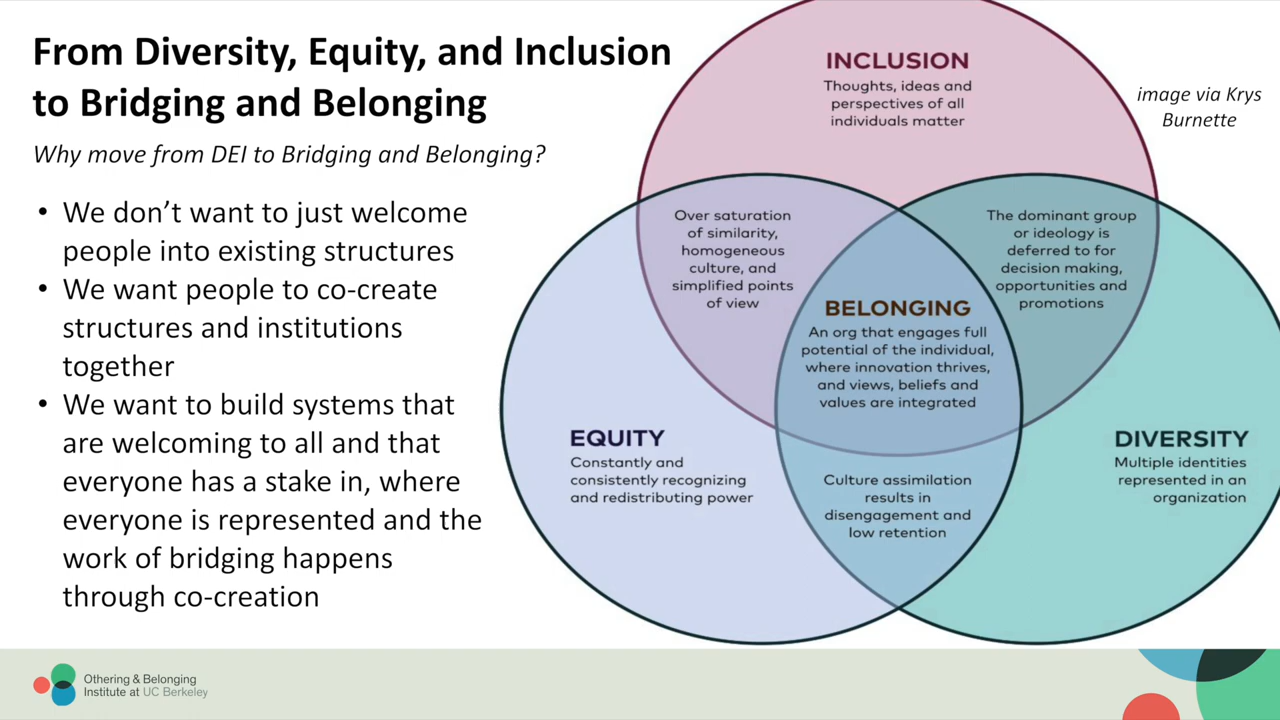 From Diversity, Equity, and Inclusion
to Bridging and Belonging
Why move from DEI to Bridging and Belonging?
• We don’t want to just welcome
people into existing structures
• We want people to co-create
structures and institutions
together
• We want to build systems that
are welcoming to all and that
everyone has a stake in, where
everyone is represented and the
work of bridging happens
through co-creation
INCLUSION
Thoughts, ideas and
perspectives of all
individuals matter
image via Krys
Burnette
Over saturation
of similarity,
homogeneous
culture, and
simplified points
of view
The dominant group
or ideology is
deferred to for
decision making,
opportunities and
promotions
BELONGING
An org that engages full
potential of the individual,
where innovation thrives,
and views, beliefs and
values are integrated
EQUITY
Constantly and
consistently recognizing
and redistributing power
DIVERSITY
Multiple identities
represented in an
organization
Culture assimilation
results in
disengagement and
low retention
Othering & Belonging
Institute at UC Berkeley